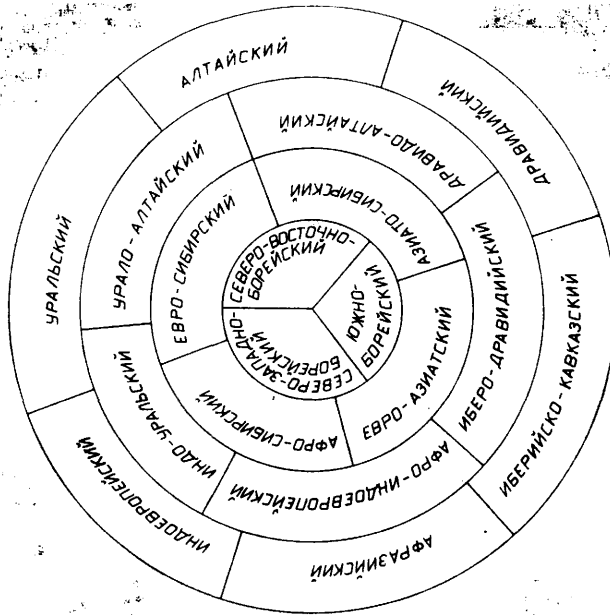 АЛТАЙСКИЙ
ДРАВИДИЙСКИЙ
ИБЕРИЙСКО-КАВКАЗСКИЙ
АФРАЗИЙСКИЙ
ИНДОЕВРОПЕЙСКИЙ
УРАЛЬСКИЙ
ДРАВИДО-АЛТАЙСКИЙ
ИБЕРО-ДРАВИДИЙСКИЙ
АФРО-ИНДОЕВРОПЕЙСКИЙ
ИНДО-УРАЛЬСКИЙ
УРАЛО-АЛТАЙСКИЙ
АЗИАТО-СИБИРСКИЙ
ЕВРО-АЗИАТСКИЙ
АФРО-СИБИРСКИЙ
ЕВРО-СИБИРСКИЙ
СЕВЕРО-ВОСТОЧНО-
БОРЕЙСКИЙ
ЮЖНО-
БОРЕЙСКИЙ
СЕВЕРО-ЗАПАДНО-
БОРЕЙСКИЙ